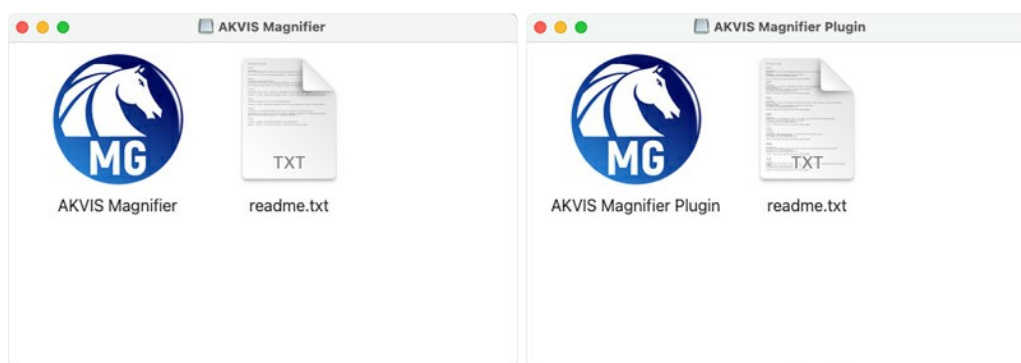 AKVIS Magnifier
MG
TXT
AKVIS Magnifier
readme.txt
AKVIS Magnifier Plugin
MG
TXT
AKVIS Magnifier Plugin
readme.txt